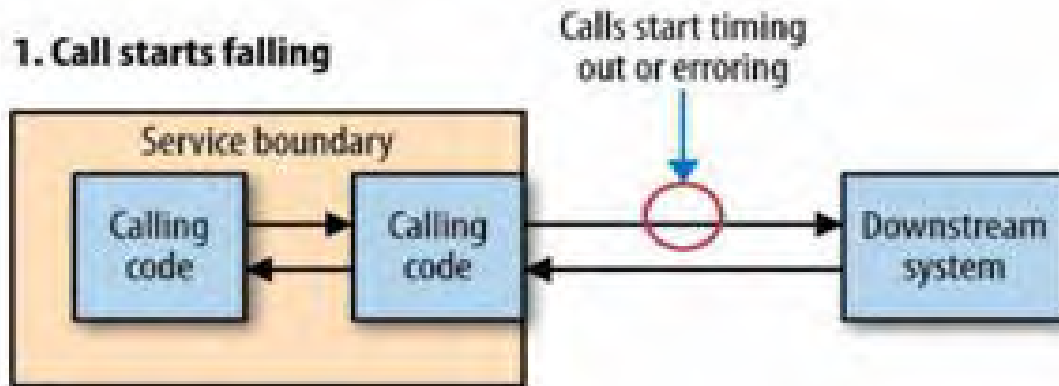 1. Call starts falling
Calls start timing
out or erroring
Service boundary
Calling
code
Calling
code
Downstream
system